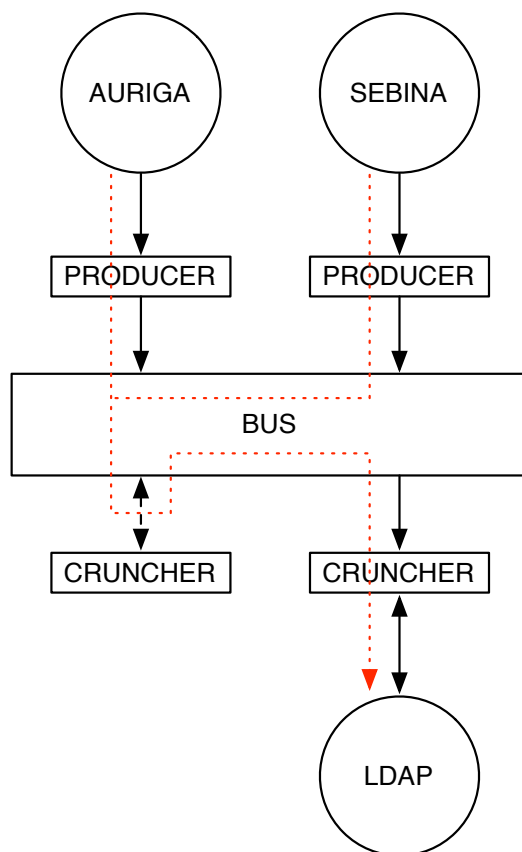 AURIGA
SEBINA
PRODUCER
PRODUCER
BUS
CRUNCHER
CRUNCHER
LDAP